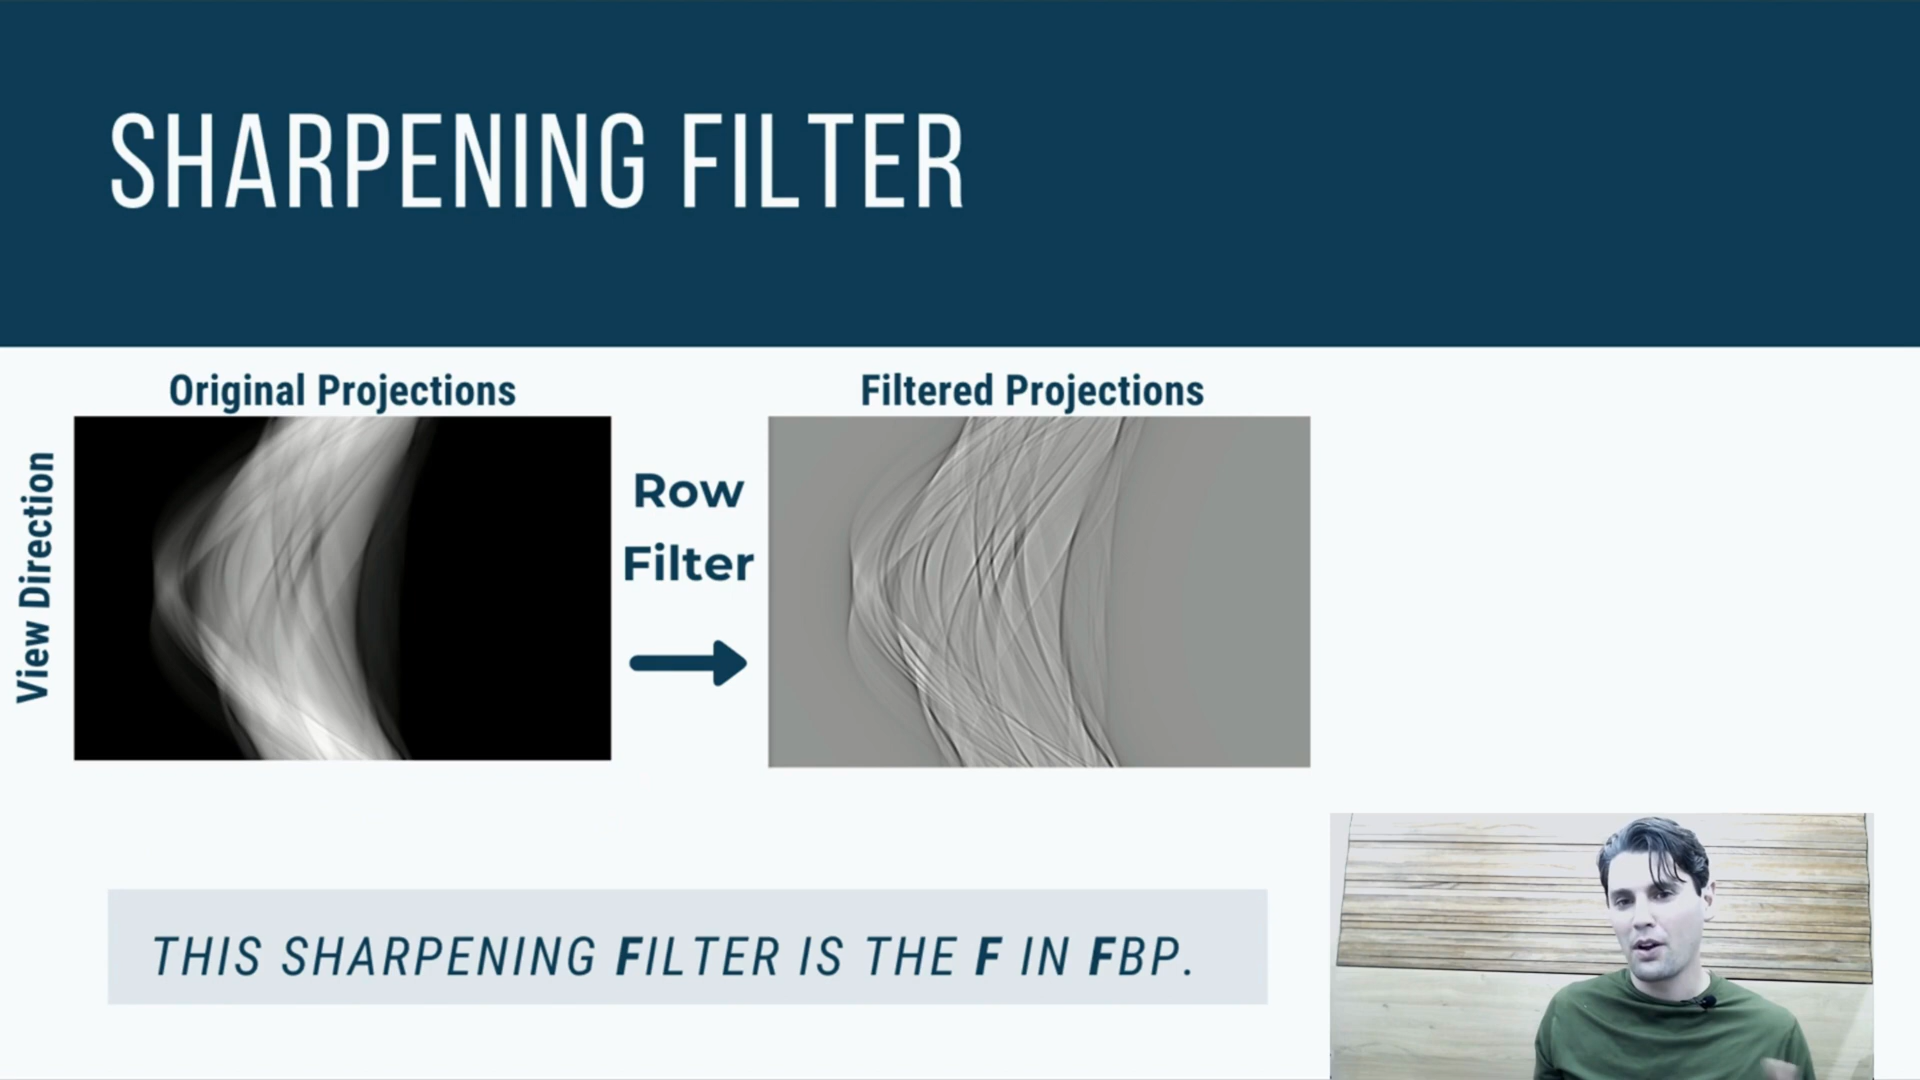 SHARPENING FILTER
Original Projections
Filtered Projections
View Direction
Row
Filter
THIS SHARPENING FILTER IS THE F IN FBP.